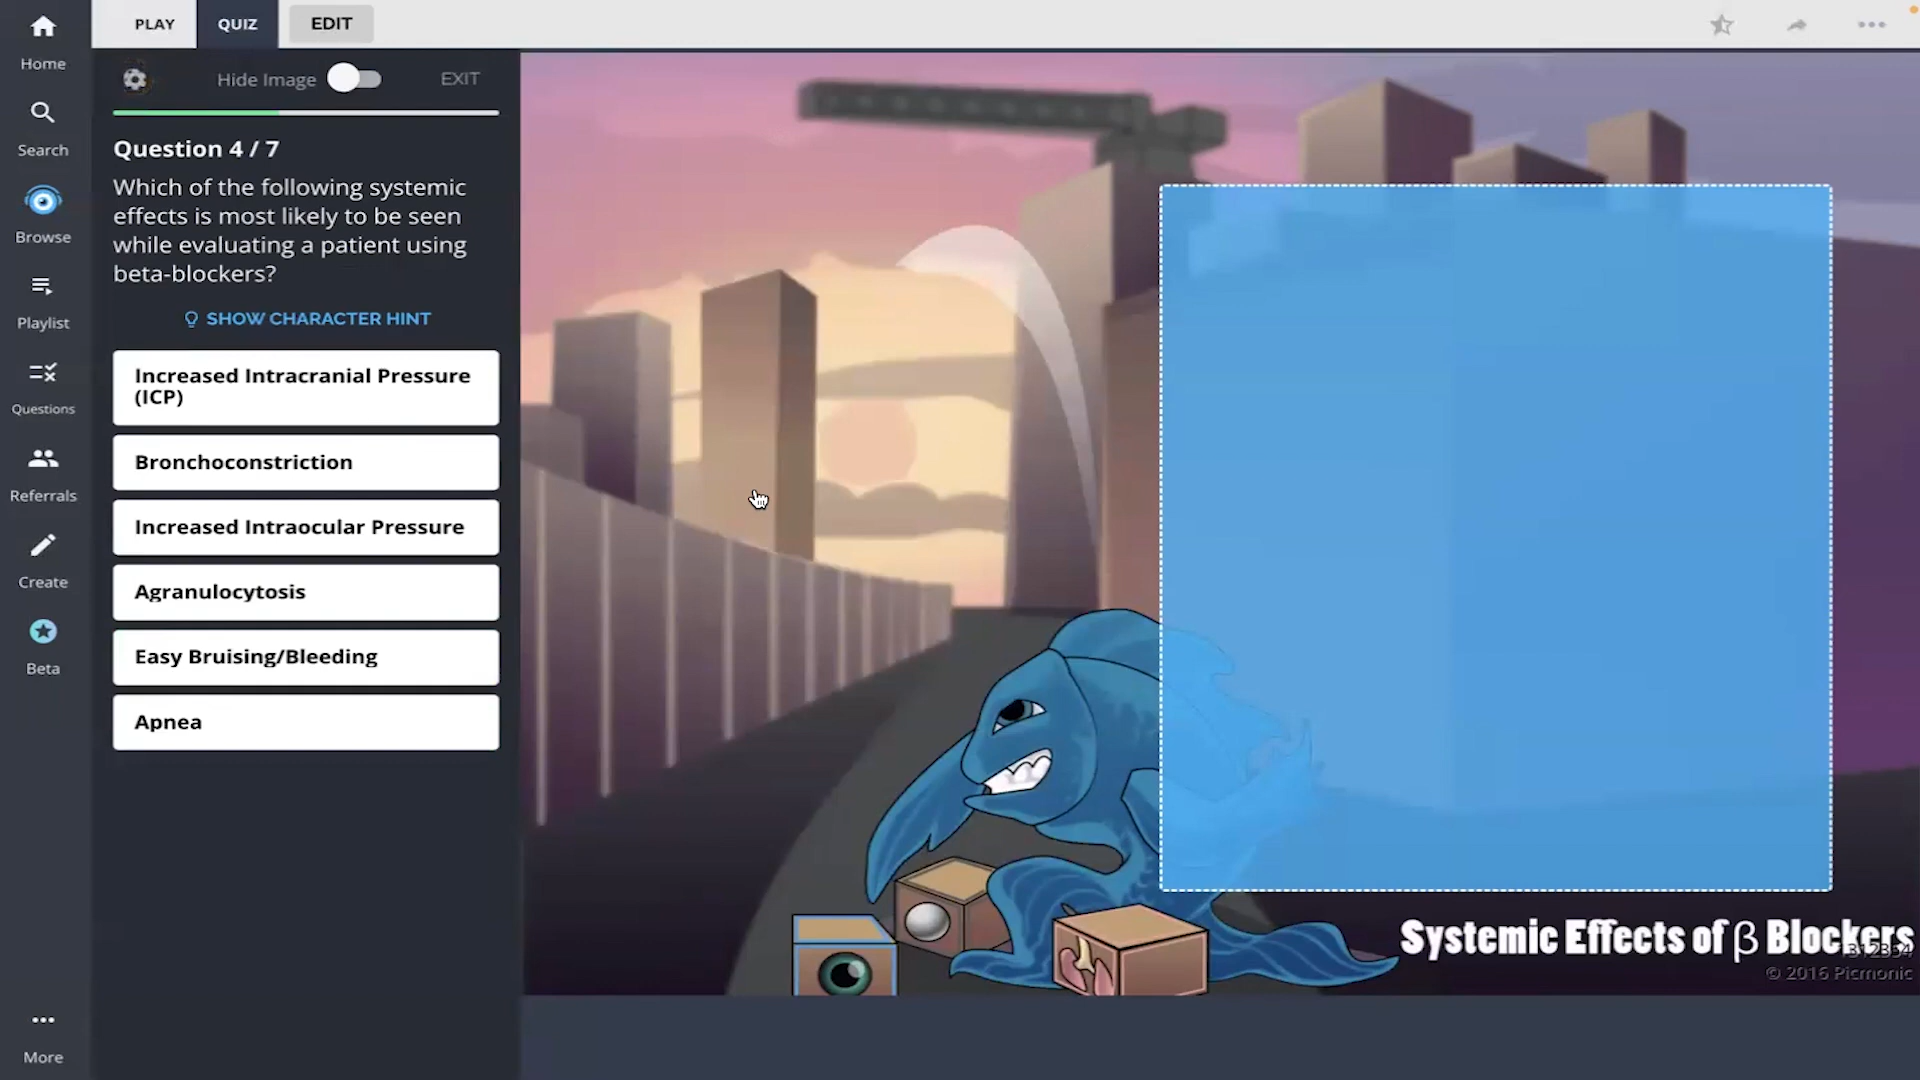 PLAY
QUIZ
EDIT
Home
Search
Browse
Playlist
Questions
Referrals
Create
Beta
More
Hide Image
EXIT
Question 4 / 7
Which of the following systemic
effects is most likely to be seen
while evaluating a patient using
beta-blockers?
SHOW CHARACTER HINT
Increased Intracranial Pressure
(ICP)
Bronchoconstriction
Increased Intraocular Pressure
Agranulocytosis
Easy Bruising/Bleeding
Apnea
Systemic Effects of β Blockers
© 2016 Picmonic